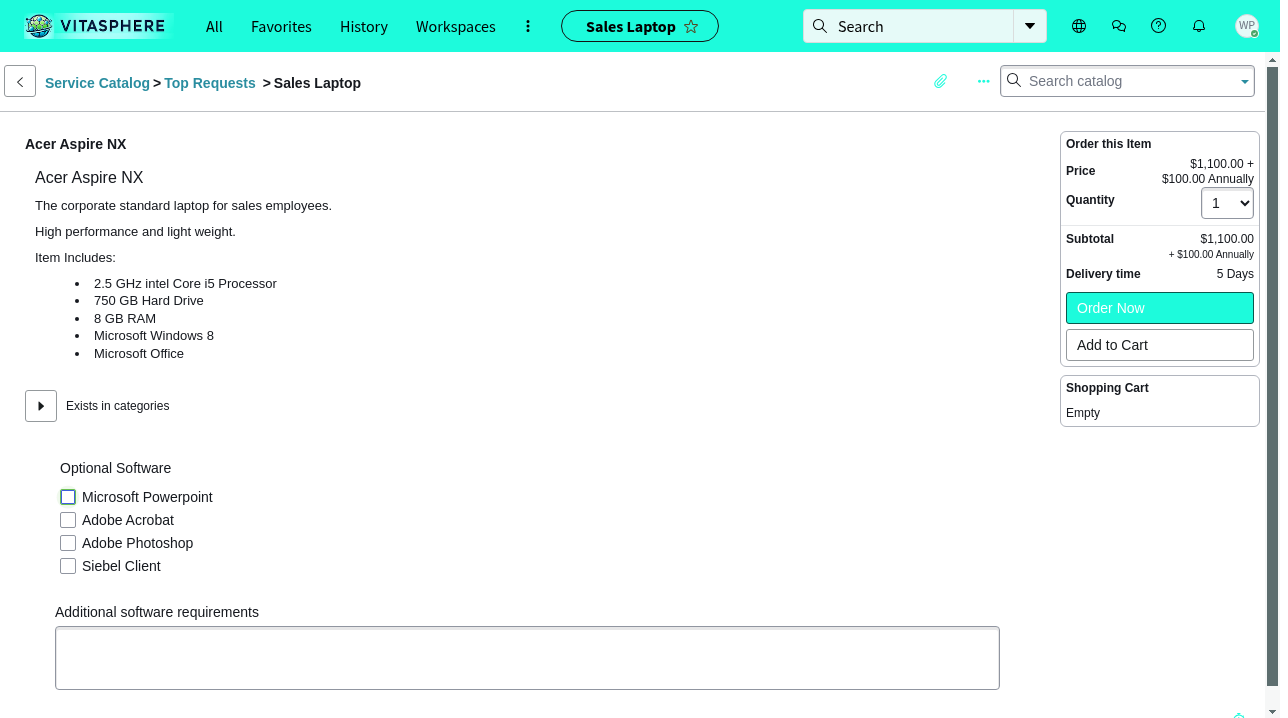 VITASPHERE
All
Favorites
History
Workspaces
Sales Laptop
Search
WP
Service Catalog > Top Requests > Sales Laptop
Search catalog
Acer Aspire NX
Acer Aspire NX
The corporate standard laptop for sales employees.
High performance and light weight.
Item Includes:
2.5 GHz intel Core i5 Processor
750 GB Hard Drive
8 GB RAM
Microsoft Windows 8
Microsoft Office
Exists in categories
Optional Software
Microsoft Powerpoint
Adobe Acrobat
Adobe Photoshop
Siebel Client
Additional software requirements
Order this Item
Price
$1,100.00 +
$100.00 Annually
Quantity
1
Subtotal
$1,100.00
+ $100.00 Annually
Delivery time
5 Days
Order Now
Add to Cart
Shopping Cart
Empty